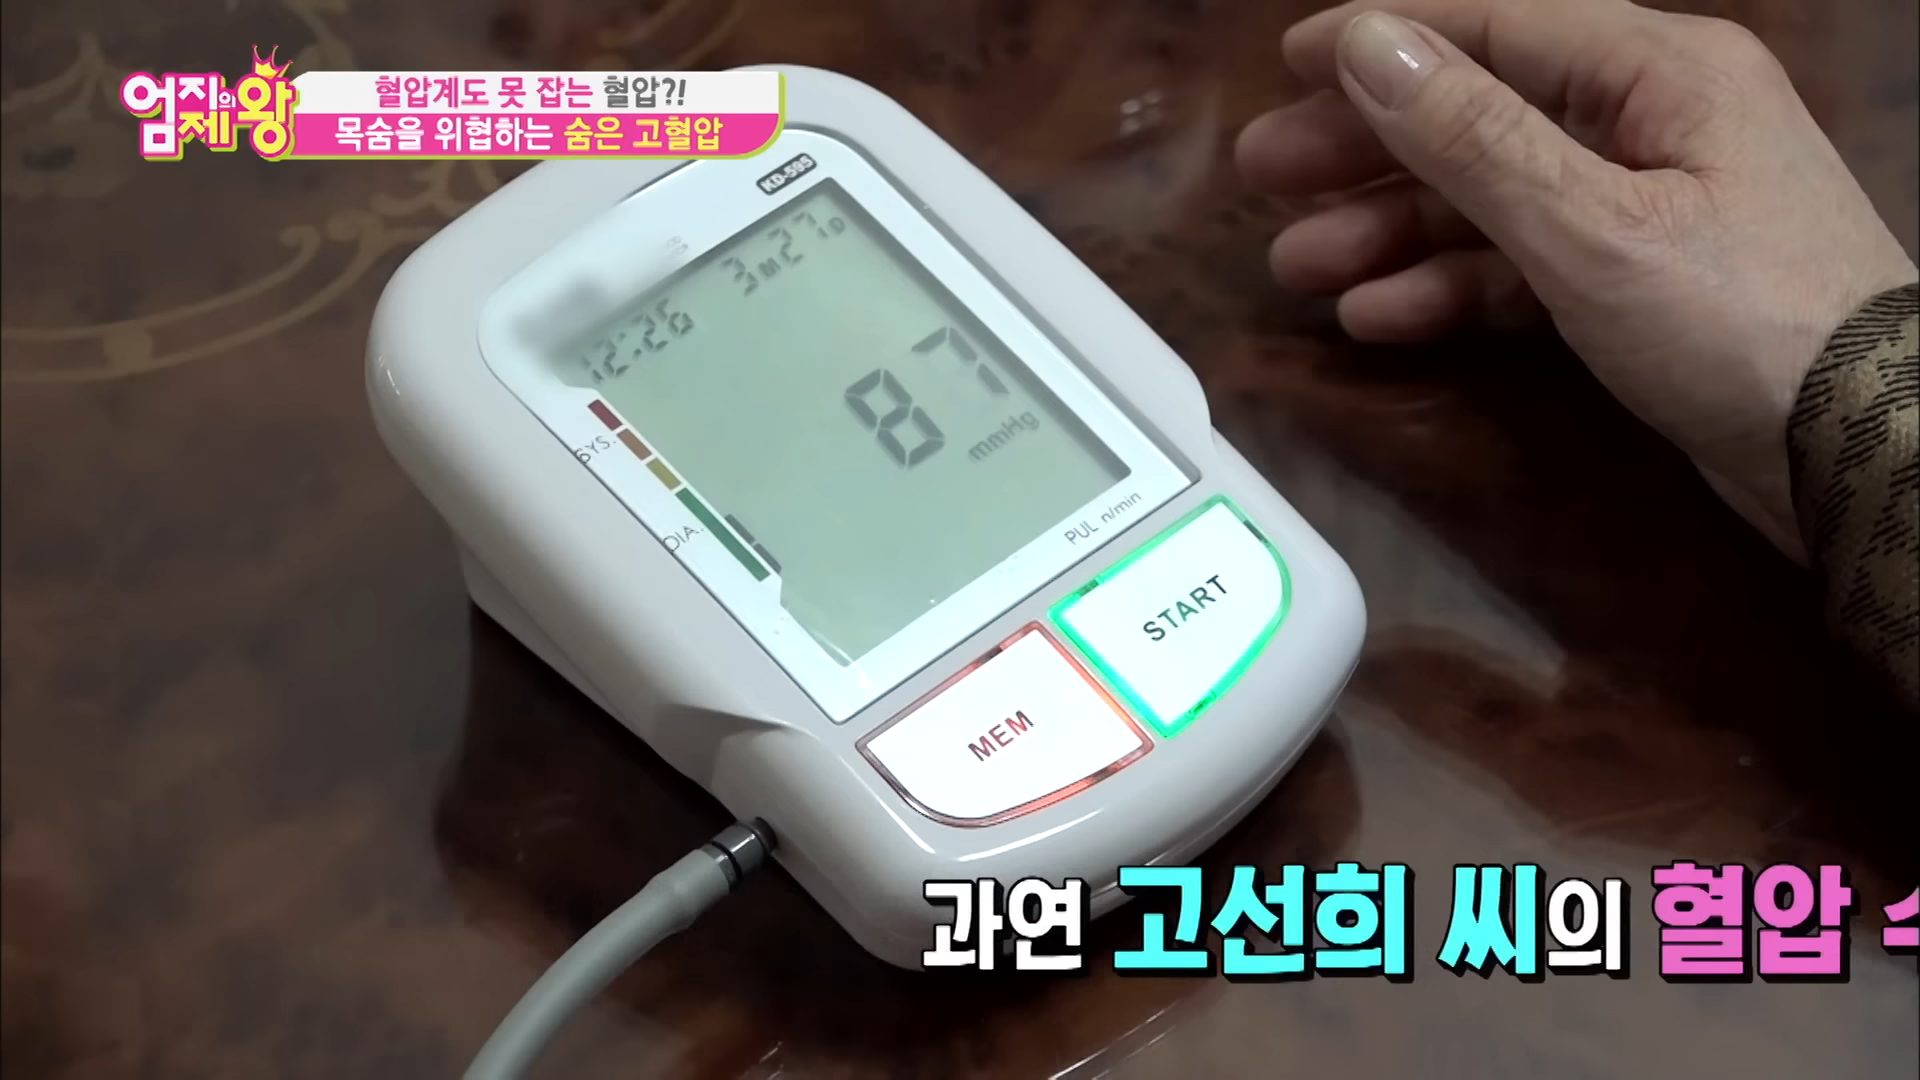 엄지의 제왕
혈압계도 못 잡는 혈압?!
목숨을 위협하는 숨은 고혈압
KD-595
3M27D
12:26
87
mmHg
SYS.
DIA.
PUL n/min
START
MEM
과연 고선희 씨의 혈압